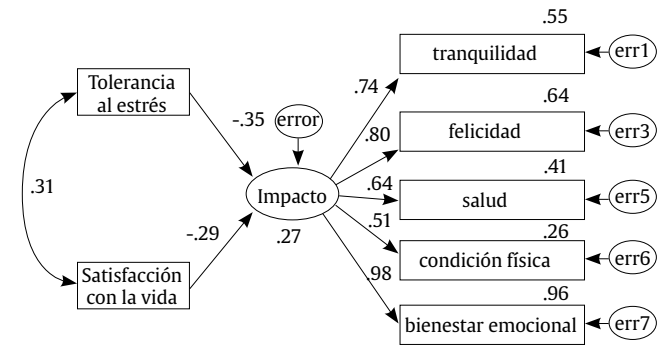 .55
tranquilidad
err1
.74
Tolerancia
al estrés
-.35
error
.64
.80
felicidad
err3
.31
Impacto
.27
.41
.64
salud
err5
.51
.26
condición física
err6
-.29
Satisfacción
con la vida
.98
.96
bienestar emocional
err7